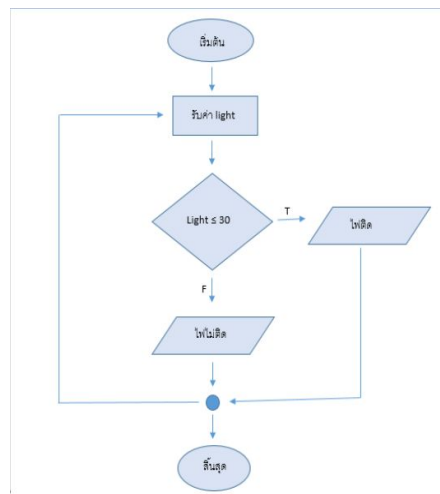 เริ่มต้น
รับค่า light
Light ≤ 30
T
ไฟติด
F
ไฟไม่ติด
สิ้นสุด